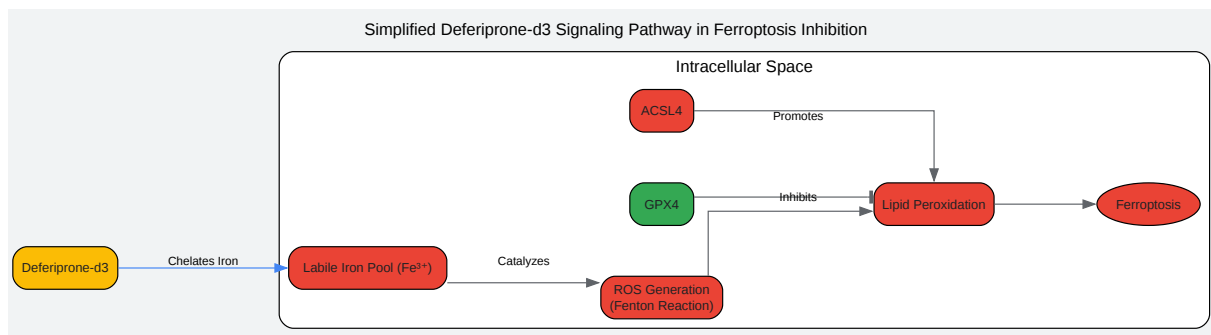 Simplified Deferiprone-d3 Signaling Pathway in Ferroptosis Inhibition
Intracellular Space
ACSL4
Promotes
GPX4
Inhibits
Lipid Peroxidation
Ferroptosis
Deferiprone-d3
Chelates Iron
Labile Iron Pool (Fe³⁺)
Catalyzes
ROS Generation
(Fenton Reaction)